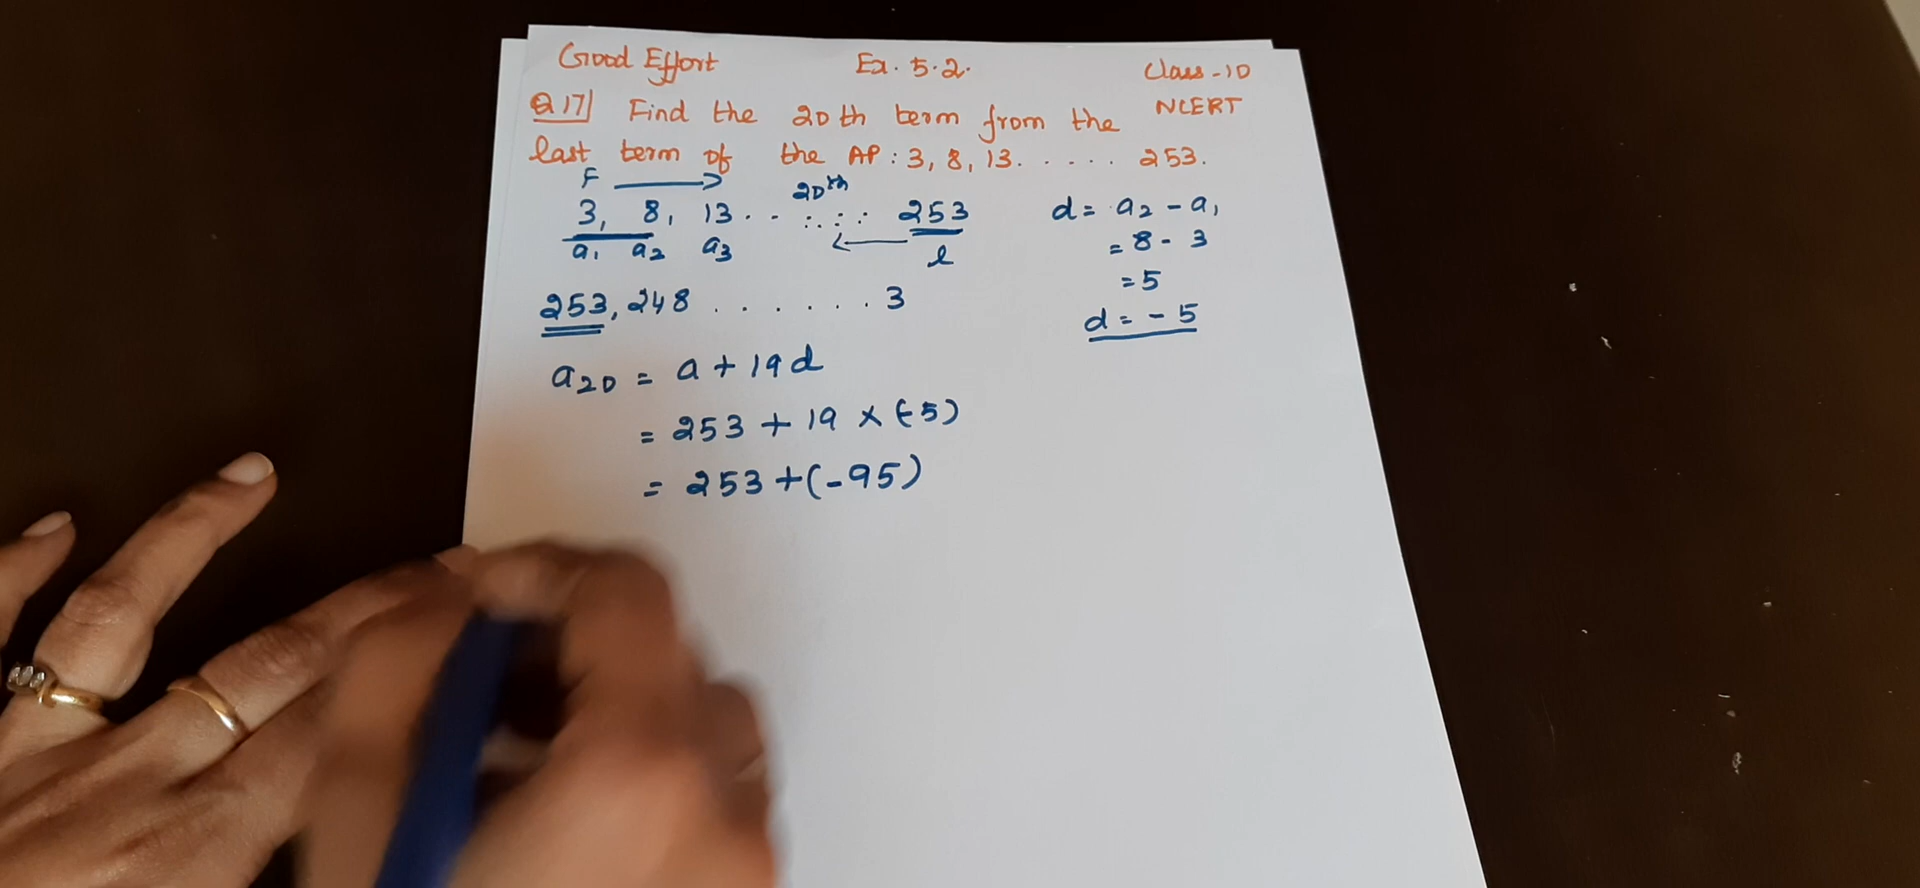 Good Effort Ex. 5.2. Class-10
Q17 Find the 20th term from the NCERT
last term of the AP: 3, 8, 13. . . . . 253.
F
20th
3, 8, 13. . . . . . 253
a1 a2 a3 l
253, 248 . . . . . . . 3
d = a2 - a1
= 8 - 3
= 5
d = - 5
a20 = a + 19d
= 253 + 19 × (-5)
= 253 + (-95)